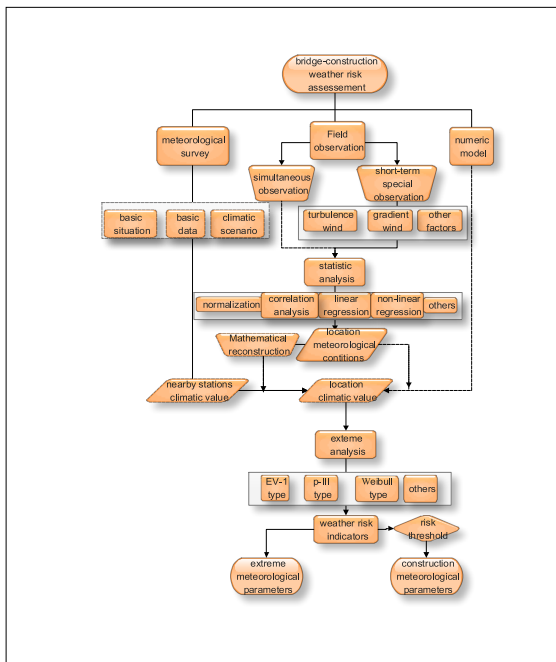 bridge-construction
weather risk
assessement
meteorological
survey
Field
observation
numeric
model
simultaneous
observation
short-term
special
observation
basic
situation
basic
data
climatic
scenario
turbulence
wind
gradient
wind
other
factors
statistic
analysis
normalization
correlation
analysis
linear
regression
non-linear
regression
others
Mathematical
reconstruction
location
meteorological
contitions
nearby stations
climatic value
location
climatic value
exteme
analysis
EV-1
type
p-III
type
Weibull
type
others
weather risk
indicators
risk
threshold
extreme
meteorological
parameters
construction
meteorological
parameters